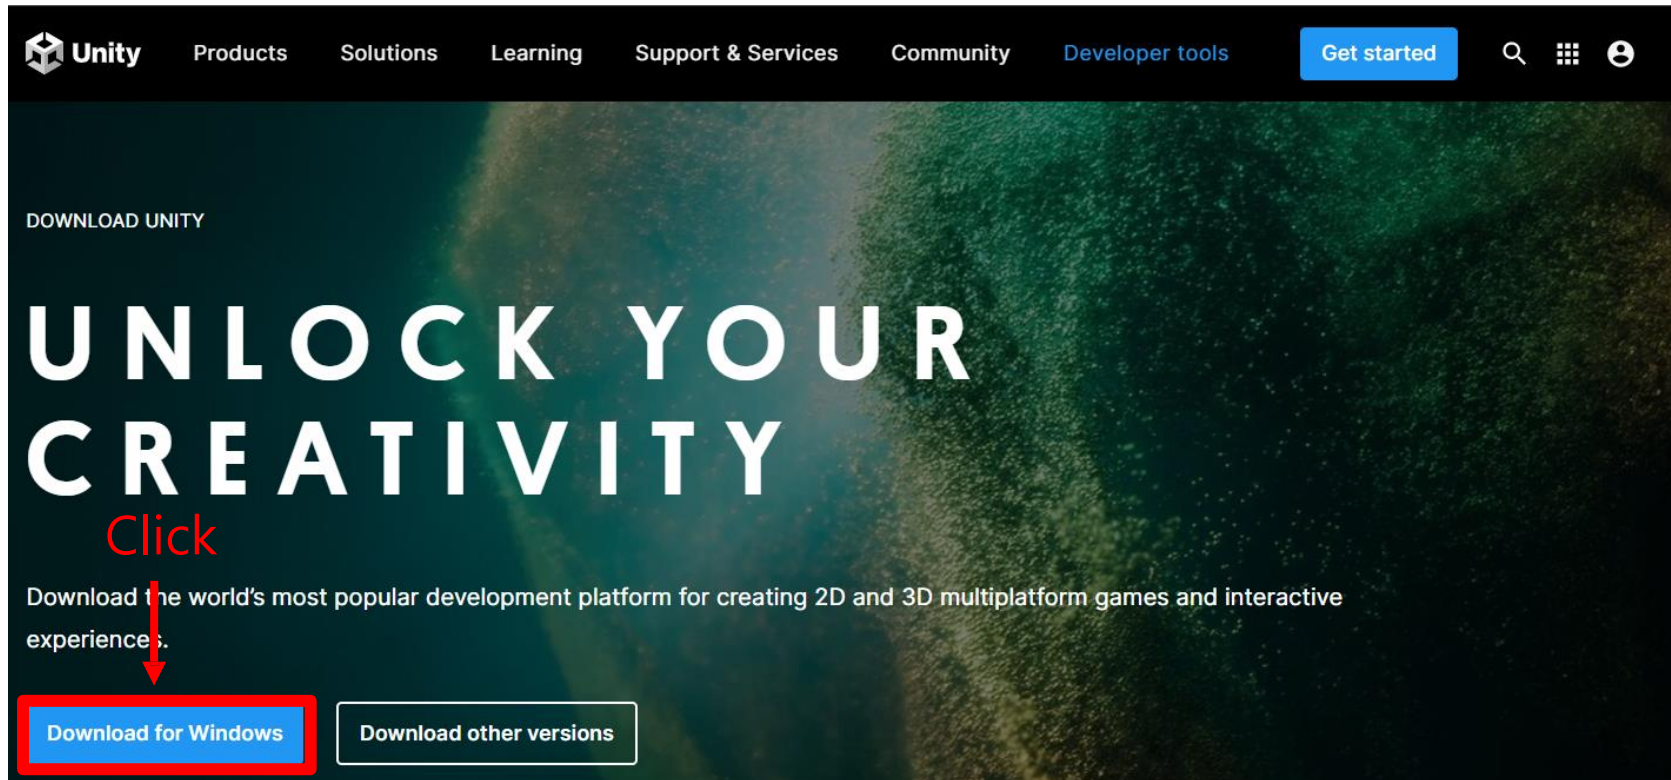 Unity Products Solutions Learning Support & Services Community Developer tools Get started
DOWNLOAD UNITY
UNLOCK YOUR
CREATIVITY
Click
Download the world's most popular development platform for creating 2D and 3D multiplatform games and interactive
experiences.
Download for Windows Download other versions